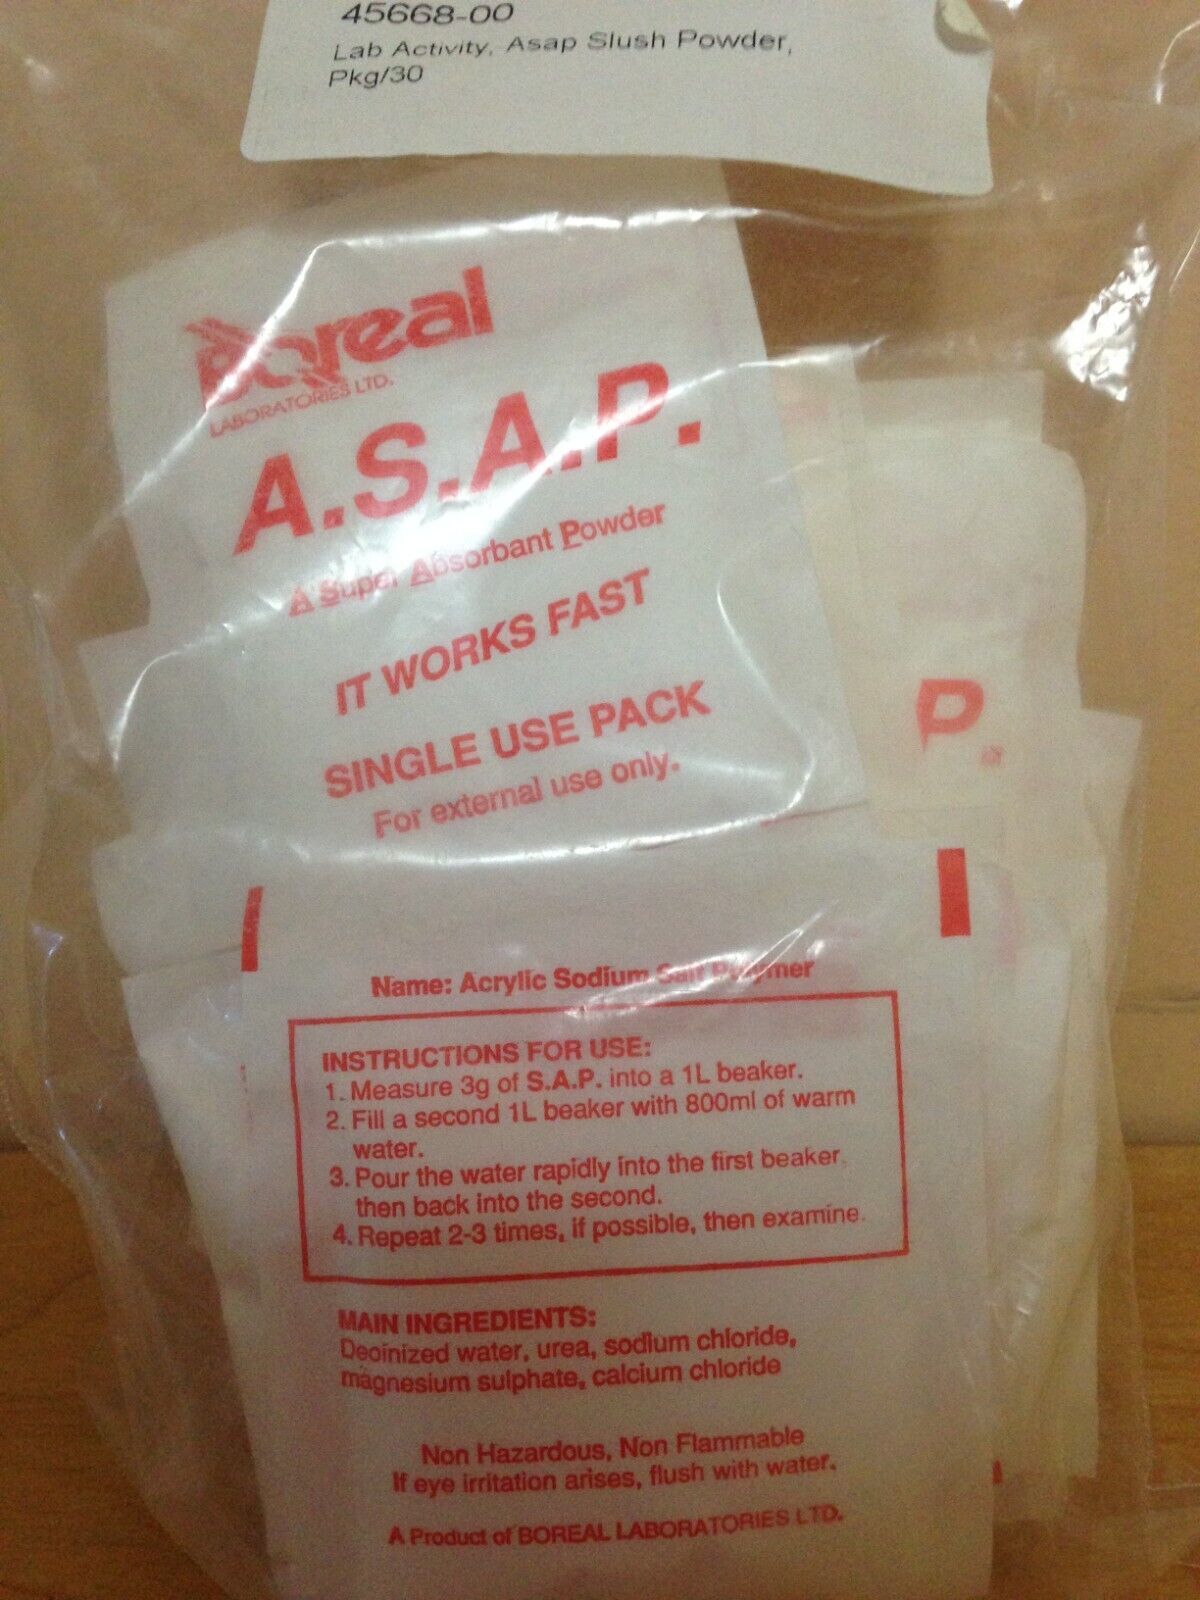 45668-00
Lab Activity, Asap Slush Powder,
Pkg/30
Boreal
LABORATORIES LTD.
A.S.A.P.
A Super Absorbant Powder
IT WORKS FAST
SINGLE USE PACK
For external use only.
P.
Name: Acrylic Sodium Salt Polymer
INSTRUCTIONS FOR USE:
1. Measure 3g of S.A.P. into a 1L beaker.
2. Fill a second 1L beaker with 800ml of warm
water.
3. Pour the water rapidly into the first beaker,
then back into the second.
4. Repeat 2-3 times, if possible, then examine.
MAIN INGREDIENTS:
Deoinized water, urea, sodium chloride,
magnesium sulphate, calcium chloride
Non Hazardous, Non Flammable
If eye irritation arises, flush with water.
A Product of BOREAL LABORATORIES LTD.